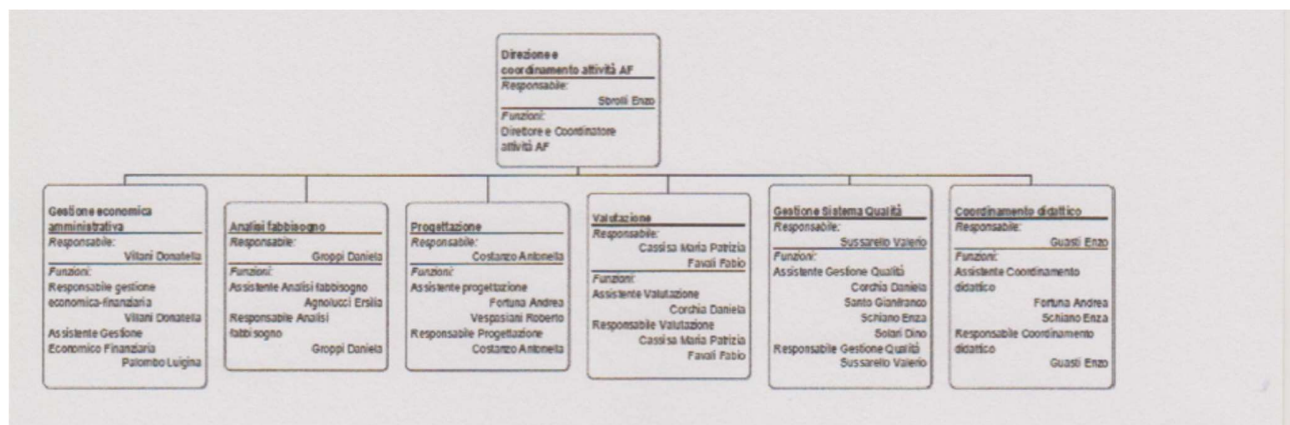 Direzione e
coordinamento attività AF
Responsabile:
Sbrolli Enzo
Funzioni:
Direttore e Coordinatore
attività AF
Gestione economica
amministrativa
Responsabile:
Villani Donatella
Funzioni:
Responsabile gestione
economica-finanziaria
Villani Donatella
Assistente Gestione
Economico Finanziaria
Palombo Luigina
Analisi fabbisogno
Responsabile:
Groppi Daniela
Funzioni:
Assistente Analisi fabbisogno
Agnolucci Ersilia
Responsabile Analisi
fabbisogno
Groppi Daniela
Progettazione
Responsabile:
Costanzo Antonella
Funzioni:
Assistente progettazione
Fortuna Andrea
Vespasiani Roberto
Responsabile Progettazione
Costanzo Antonella
Valutazione
Responsabile:
Cassisa Maria Patrizia
Favali Fabio
Funzioni:
Assistente Valutazione
Corchia Daniela
Responsabile Valutazione
Cassisa Maria Patrizia
Favali Fabio
Gestione Sistema Qualità
Responsabile:
Sussarello Valerio
Funzioni:
Assistente Gestione Qualità
Corchia Daniela
Santo Gianfranco
Schiano Enza
Solari Dino
Responsabile Gestione Qualità
Sussarello Valerio
Coordinamento didattico
Responsabile:
Guasti Enzo
Funzioni:
Assistente Coordinamento
didattico
Fortuna Andrea
Schiano Enza
Responsabile Coordinamento
didattico
Guasti Enzo